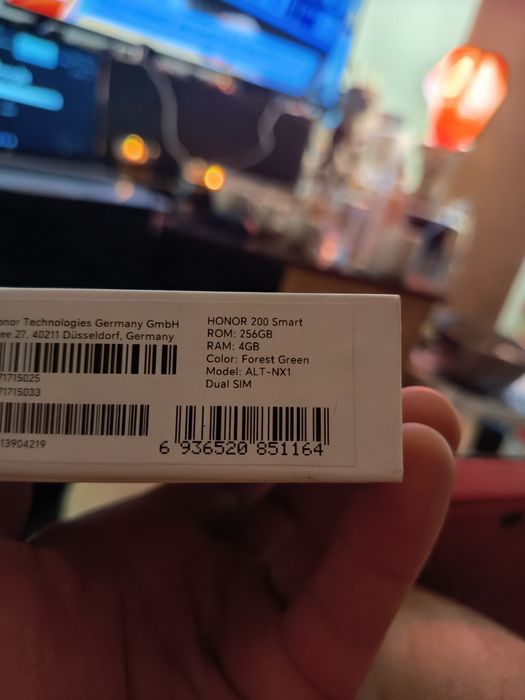 onor Technologies Germany GmbH
ee 27, 40211 Düsseldorf, Germany
71715025
71715033
13904219
HONOR 200 Smart
ROM: 256GB
RAM: 4GB
Color: Forest Green
Model: ALT-NX1
Dual SIM
6 936520 851164